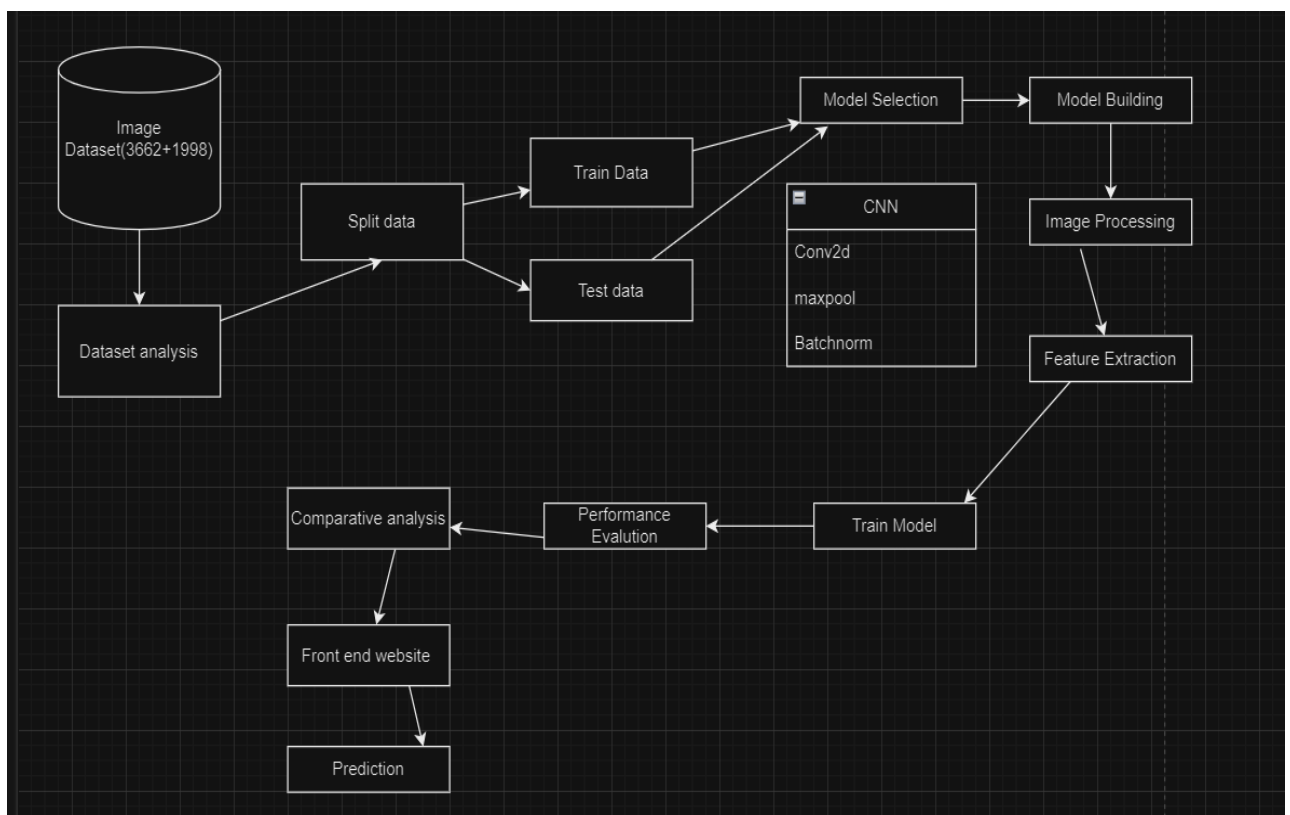 Image
Dataset(3662+1998)
Dataset analysis
Split data
Train Data
Test data
Model Selection
Model Building
CNN
Conv2d
maxpool
Batchnorm
Image Processing
Feature Extraction
Train Model
Performance
Evalution
Comparative analysis
Front end website
Prediction